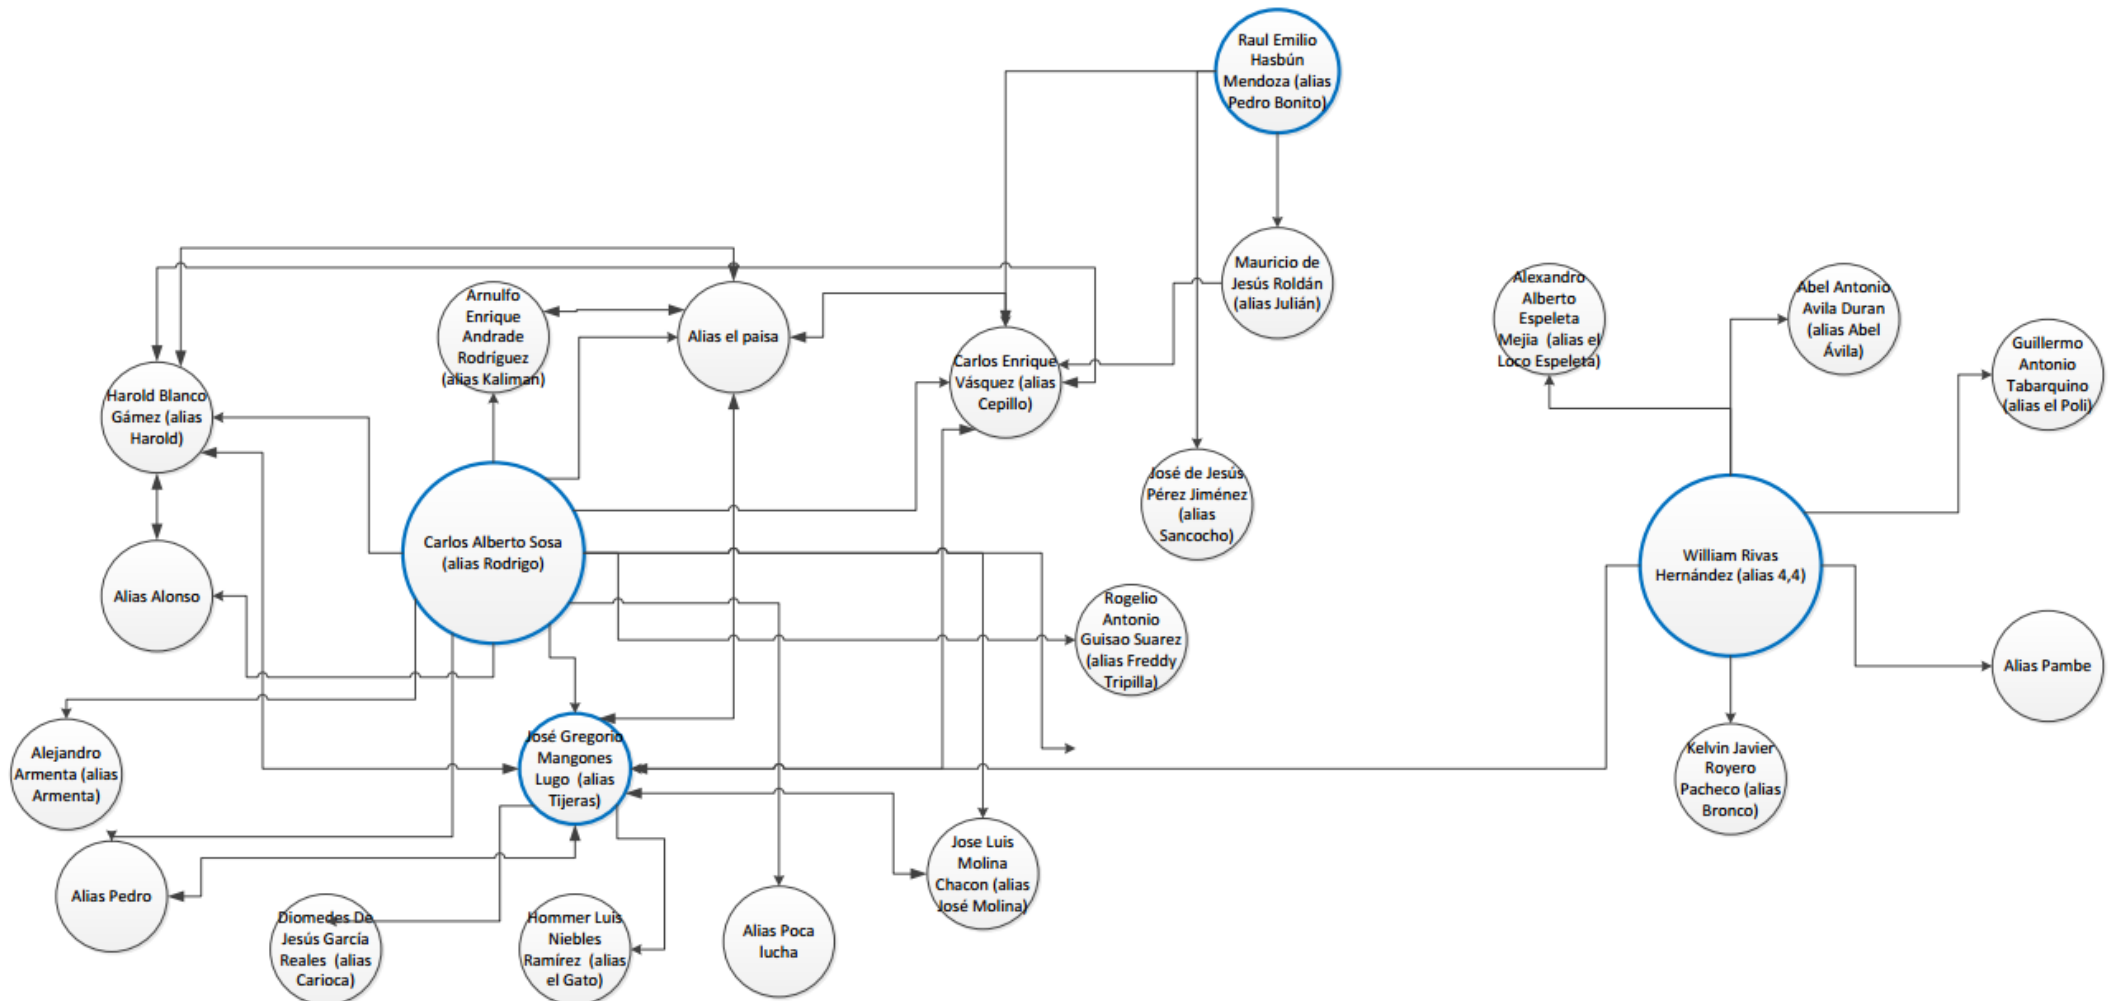 Raul Emilio
Hasbún
Mendoza (alias
Pedro Bonito)
Mauricio de
Jesús Roldán
(alias Julián)
Alexandro
Alberto
Espeleta
Mejia (alias el
Loco Espeleta)
Abel Antonio
Avila Duran
(alias Abel
Ávila)
Guillermo
Antonio
Tabarquino
(alias el Poli)
Arnulfo
Enrique
Andrade
Rodríguez
(alias Kaliman)
Alias el paisa
Carlos Enrique
Vásquez (alias
Cepillo)
Harold Blanco
Gámez (alias
Harold)
José de Jesús
Pérez Jiménez
(alias
Sancocho)
Carlos Alberto Sosa
(alias Rodrigo)
William Rivas
Hernández (alias 4,4)
Alias Alonso
Rogelio
Antonio
Guisao Suarez
(alias Freddy
Tripilla)
Alias Pambe
Alejandro
Armenta (alias
Armenta)
José Gregorio
Mangones
Lugo (alias
Tijeras)
Kelvin Javier
Royero
Pacheco (alias
Bronco)
Alias Pedro
Jose Luis
Molina
Chacon (alias
José Molina)
Diomedes De
Jesús García
Reales (alias
Carioca)
Hommer Luis
Niebles
Ramírez (alias
el Gato)
Alias Poca
lucha